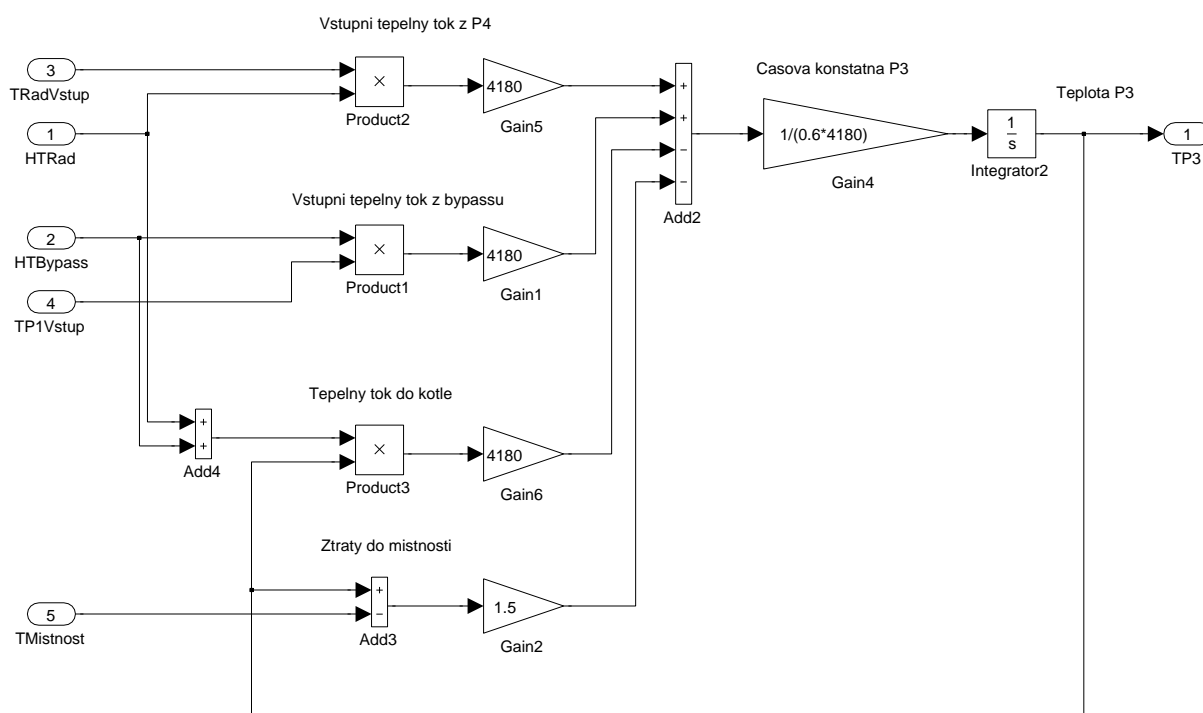 Vstupni tepelny tok z P4
3
TRadVstup
×
Product2
4180
Gain5
+
+
−
−
Add2
Casova konstatna P3
1/(0.6*4180)
Gain4
1
s
Integrator2
Teplota P3
1
TP3
1
HTRad
Vstupni tepelny tok z bypassu
2
HTBypass
×
Product1
4180
Gain1
4
TP1Vstup
Tepelny tok do kotle
+
+
Add4
×
Product3
4180
Gain6
Ztraty do mistnosti
5
TMistnost
+
−
Add3
1.5
Gain2